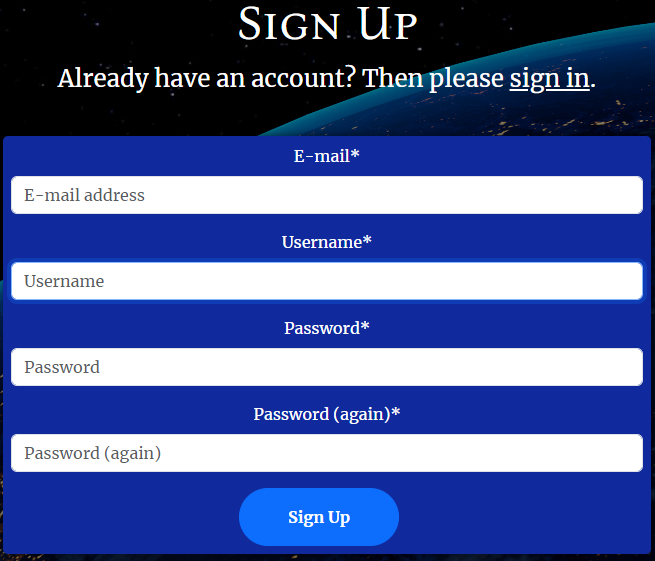 Sign Up
Already have an account? Then please sign in.
E-mail*
E-mail address
Username*
Username
Password*
Password
Password (again)*
Password (again)
Sign Up